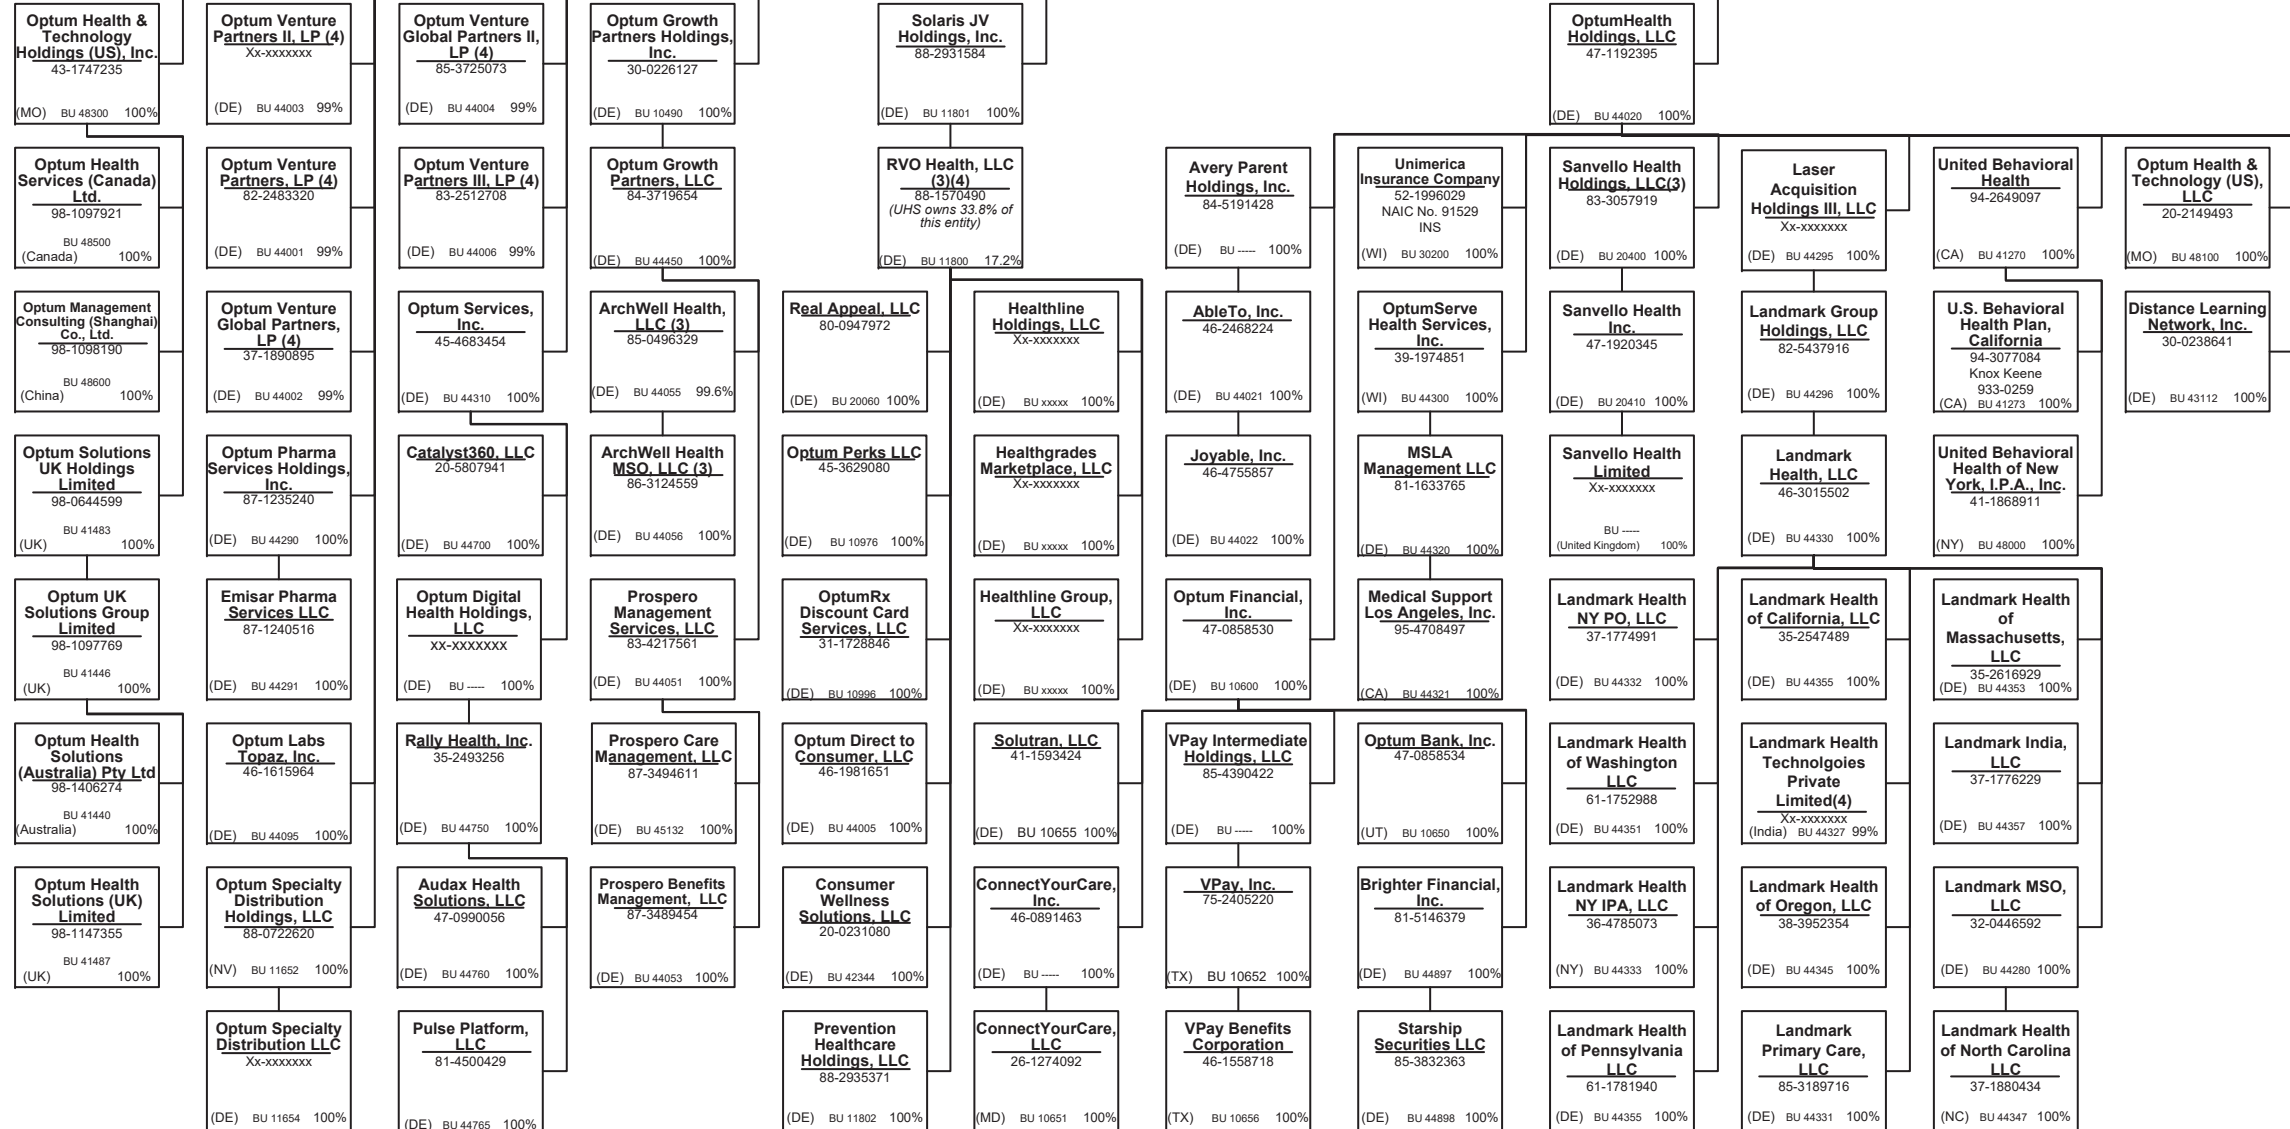 Optum Health &
Technology
Holdings (US), Inc.
43-1747235
(MO) BU 48300 100%
Optum Venture
Partners II, LP (4)
Xx-xxxxxxx
(DE) BU 44003 99%
Optum Venture
Global Partners II,
LP (4)
85-3725073
(DE) BU 44004 99%
Optum Growth
Partners Holdings,
Inc.
30-0226127
(DE) BU 10490 100%
Solaris JV
Holdings, Inc.
88-2931584
(DE) BU 11801 100%
OptumHealth
Holdings, LLC
47-1192395
(DE) BU 44020 100%
Optum Health
Services (Canada)
Ltd.
98-1097921
BU 48500
(Canada) 100%
Optum Venture
Partners, LP (4)
82-2483320
(DE) BU 44001 99%
Optum Venture
Partners III, LP (4)
83-2512708
(DE) BU 44006 99%
Optum Growth
Partners, LLC
84-3719654
(DE) BU 44450 100%
RVO Health, LLC
(3)(4)
88-1570490
(UHS owns 33.8% of
this entity)
(DE) BU 11800 17.2%
Avery Parent
Holdings, Inc.
84-5191428
(DE) BU ----- 100%
Unimerica
Insurance Company
52-1996029
NAIC No. 91529
INS
(WI) BU 30200 100%
Sanvello Health
Holdings, LLC(3)
83-3057919
(DE) BU 20400 100%
Laser
Acquisition
Holdings III, LLC
Xx-xxxxxxx
(DE) BU 44295 100%
United Behavioral
Health
94-2649097
(CA) BU 41270 100%
Optum Health &
Technology (US),
LLC
20-2149493
(MO) BU 48100 100%
Optum Management
Consulting (Shanghai)
Co., Ltd.
98-1098190
BU 48600
(China) 100%
Optum Venture
Global Partners,
LP (4)
37-1890895
(DE) BU 44002 99%
Optum Services,
Inc.
45-4683454
(DE) BU 44310 100%
ArchWell Health,
LLC (3)
85-0496329
(DE) BU 44055 99.6%
Real Appeal, LLC
80-0947972
(DE) BU 20060 100%
Healthline
Holdings, LLC
Xx-xxxxxxx
(DE) BU xxxxx 100%
AbleTo, Inc.
46-2468224
(DE) BU 44021 100%
OptumServe
Health Services,
Inc.
39-1974851
(WI) BU 44300 100%
Sanvello Health
Inc.
47-1920345
(DE) BU 20410 100%
Landmark Group
Holdings, LLC
82-5437916
(DE) BU 44296 100%
U.S. Behavioral
Health Plan,
California
94-3077084
Knox Keene
933-0259
(CA) BU 41273 100%
Distance Learning
Network, Inc.
30-0238641
(DE) BU 43112 100%
Optum Solutions
UK Holdings
Limited
98-0644599
BU 41483
(UK) 100%
Optum Pharma
Services Holdings,
Inc.
87-1235240
(DE) BU 44290 100%
Catalyst360, LLC
20-5807941
(DE) BU 44700 100%
ArchWell Health
MSO, LLC (3)
86-3124559
(DE) BU 44056 100%
Optum Perks LLC
45-3629080
(DE) BU 10976 100%
Healthgrades
Marketplace, LLC
Xx-xxxxxxx
(DE) BU xxxxx 100%
Joyable, Inc.
46-4755857
(DE) BU 44022 100%
MSLA
Management LLC
81-1633765
(DE) BU 44320 100%
Sanvello Health
Limited
Xx-xxxxxxx
BU -----
(United Kingdom) 100%
Landmark
Health, LLC
46-3015502
(DE) BU 44330 100%
United Behavioral
Health of New
York, I.P.A., Inc.
41-1868911
(NY) BU 48000 100%
Optum UK
Solutions Group
Limited
98-1097769
BU 41446
(UK) 100%
Emisar Pharma
Services LLC
87-1240516
(DE) BU 44291 100%
Optum Digital
Health Holdings,
LLC
xx-xxxxxxx
(DE) BU ----- 100%
Prospero
Management
Services, LLC
83-4217561
(DE) BU 44051 100%
OptumRx
Discount Card
Services, LLC
31-1728846
(DE) BU 10996 100%
Healthline Group,
LLC
Xx-xxxxxxx
(DE) BU xxxxx 100%
Optum Financial,
Inc.
47-0858530
(DE) BU 10600 100%
Medical Support
Los Angeles, Inc.
95-4708497
(CA) BU 44321 100%
Landmark Health
NY PO, LLC
37-1774991
(DE) BU 44332 100%
Landmark Health
of California, LLC
35-2547489
(DE) BU 44355 100%
Landmark Health
of
Massachusetts,
LLC
35-2616929
(DE) BU 44353 100%
Optum Health
Solutions
(Australia) Pty Ltd
98-1406274
BU 41440
(Australia) 100%
Optum Labs
Topaz, Inc.
46-1615964
(DE) BU 44095 100%
Rally Health, Inc.
35-2493256
(DE) BU 44750 100%
Prospero Care
Management, LLC
87-3494611
(DE) BU 45132 100%
Optum Direct to
Consumer, LLC
46-1981651
(DE) BU 44005 100%
Solutran, LLC
41-1593424
(DE) BU 10655 100%
VPay Intermediate
Holdings, LLC
85-4390422
(DE) BU ----- 100%
Optum Bank, Inc.
47-0858534
(UT) BU 10650 100%
Landmark Health
of Washington
LLC
61-1752988
(DE) BU 44351 100%
Landmark Health
Technolgoies
Private
Limited(4)
Xx-xxxxxxx
(India) BU 44327 99%
Landmark India,
LLC
37-1776229
(DE) BU 44357 100%
Optum Health
Solutions (UK)
Limited
98-1147355
BU 41487
(UK) 100%
Optum Specialty
Distribution
Holdings, LLC
88-0722620
(NV) BU 11652 100%
Audax Health
Solutions, LLC
47-0990056
(DE) BU 44760 100%
Prospero Benefits
Management, LLC
87-3489454
(DE) BU 44053 100%
Consumer
Wellness
Solutions, LLC
20-0231080
(DE) BU 42344 100%
ConnectYourCare,
Inc.
46-0891463
(DE) BU ----- 100%
VPay, Inc.
75-2405220
(TX) BU 10652 100%
Brighter Financial,
Inc.
81-5146379
(DE) BU 44897 100%
Landmark Health
NY IPA, LLC
36-4785073
(NY) BU 44333 100%
Landmark Health
of Oregon, LLC
38-3952354
(DE) BU 44345 100%
Landmark MSO,
LLC
32-0446592
(DE) BU 44280 100%
Optum Specialty
Distribution LLC
Xx-xxxxxxx
(DE) BU 11654 100%
Pulse Platform,
LLC
81-4500429
(DE) BU 44765 100%
Prevention
Healthcare
Holdings, LLC
88-2935371
(DE) BU 11802 100%
ConnectYourCare,
LLC
26-1274092
(MD) BU 10651 100%
VPay Benefits
Corporation
46-1558718
(TX) BU 10656 100%
Starship
Securities LLC
85-3832363
(DE) BU 44898 100%
Landmark Health
of Pennsylvania
LLC
61-1781940
(DE) BU 44355 100%
Landmark
Primary Care,
LLC
85-3189716
(DE) BU 44331 100%
Landmark Health
of North Carolina
LLC
37-1880434
(NC) BU 44347 100%